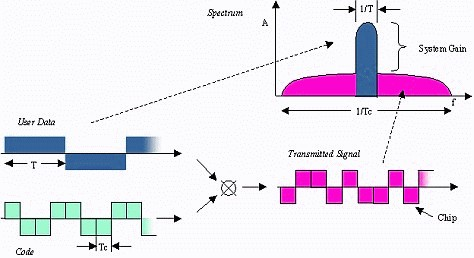 Spectrum
1/T
A
System Gain
f
1/Tc
User Data
T
Transmitted Signal
Chip
Tc
Code